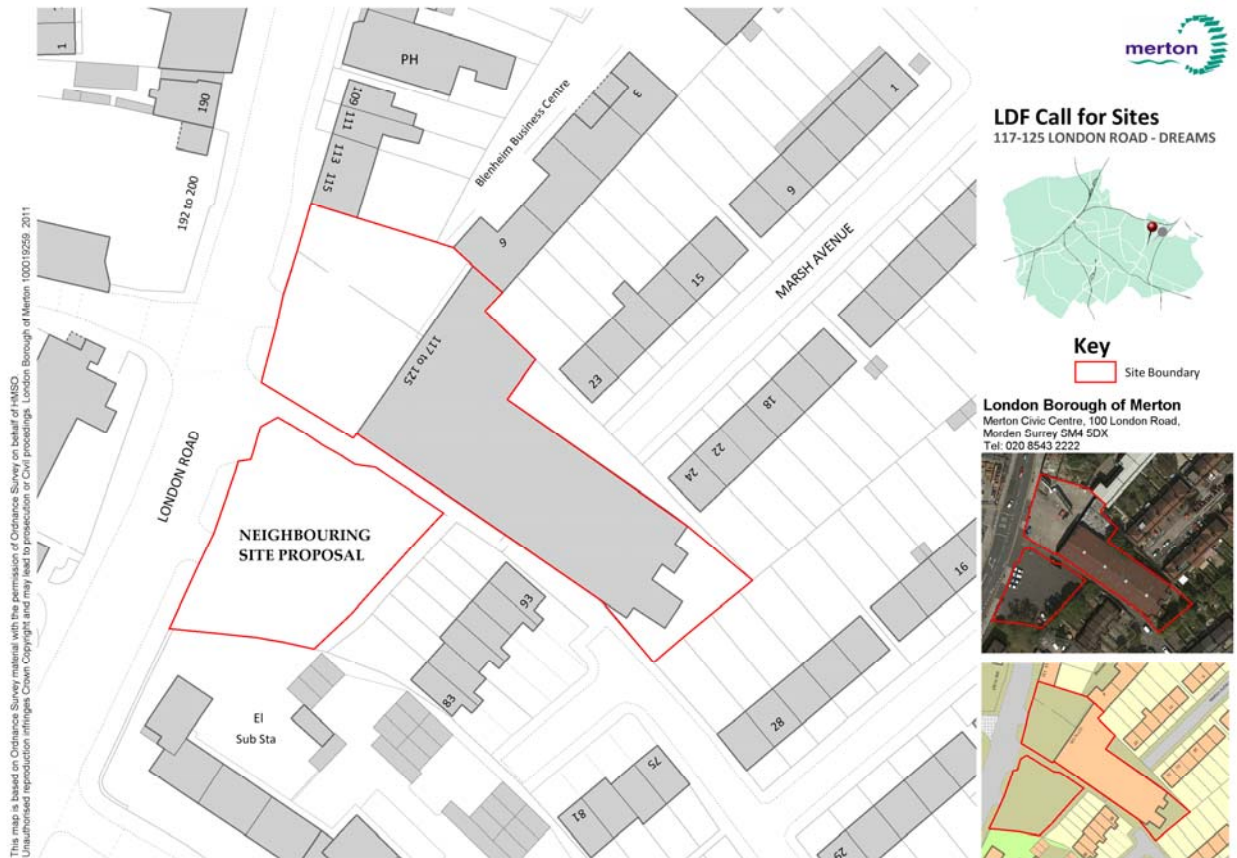 This map is based on Ordnance Survey material with the permission of Ordnance Survey on behalf of HMSO.
Unauthorised reproduction infringes Crown Copyright and may lead to prosecution or Civil procedings. London Borough of Merton 100019259. 2011
1
190
192 to 200
PH
109
111
113
115
Blenheim Business Centre
3
9
117 to 125
1
9
15
23
MARSH AVENUE
18
22
24
16
28
29
LONDON ROAD
NEIGHBOURING
SITE PROPOSAL
93
83
El
Sub Sta
75
81
merton
LDF Call for Sites
117-125 LONDON ROAD - DREAMS
Key
Site Boundary
London Borough of Merton
Merton Civic Centre, 100 London Road,
Morden Surrey SM4 5DX
Tel: 020 8543 2222